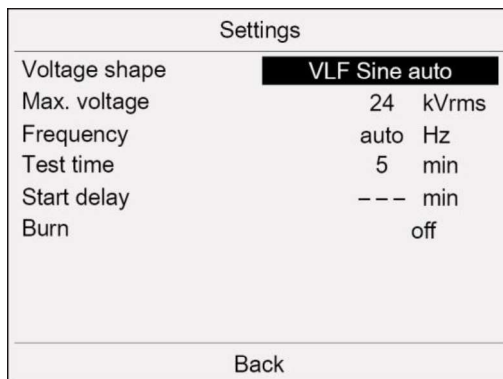 Settings
Voltage shape VLF Sine auto
Max. voltage 24 kVrms
Frequency auto Hz
Test time 5 min
Start delay --- min
Burn off
Back